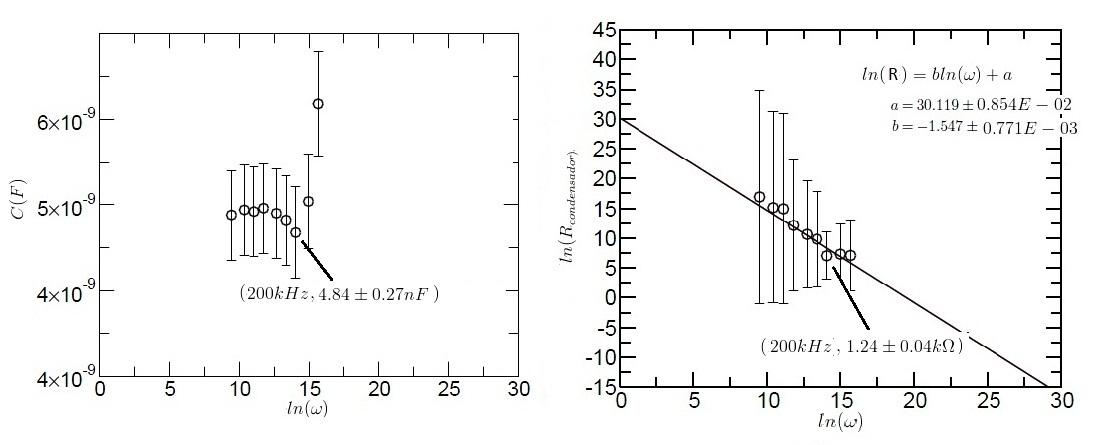 6×10⁻⁹
5×10⁻⁹
4×10⁻⁹
4×10⁻⁹
C(F)
(200kHz, 4.84 ± 0.27nF )
0 5 10 15 20 25 30
ln(ω)
45
40
35
30
25
20
15
10
5
0
-5
-10
-15
ln(R_condensador).
ln(R) = bln(ω) + a
a = 30.119 ± 0.854E − 02
b = −1.547 ± 0.771E − 03
(200kHz , 1.24 ± 0.04kΩ)
0 5 10 15 20 25 30
ln(ω)